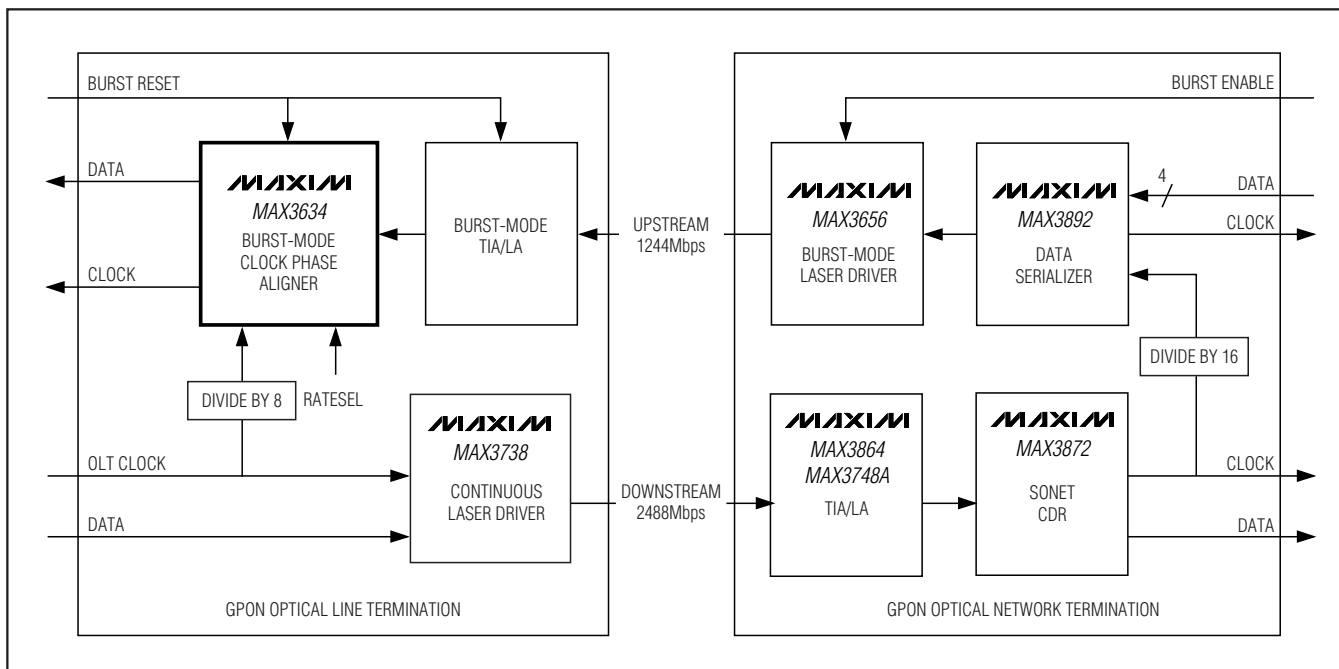 BURST RESET
BURST ENABLE
DATA
MAXIM
MAX3634
BURST-MODE
CLOCK PHASE
ALIGNER
BURST-MODE
TIA/LA
UPSTREAM
1244Mbps
MAXIM
MAX3656
BURST-MODE
LASER DRIVER
MAXIM
MAX3892
DATA
SERIALIZER
4
DATA
CLOCK
CLOCK
DIVIDE BY 8
RATESEL
DIVIDE BY 16
OLT CLOCK
DATA
MAXIM
MAX3738
CONTINUOUS
LASER DRIVER
DOWNSTREAM
2488Mbps
MAXIM
MAX3864
MAX3748A
TIA/LA
MAXIM
MAX3872
SONET
CDR
CLOCK
DATA
GPON OPTICAL LINE TERMINATION
GPON OPTICAL NETWORK TERMINATION